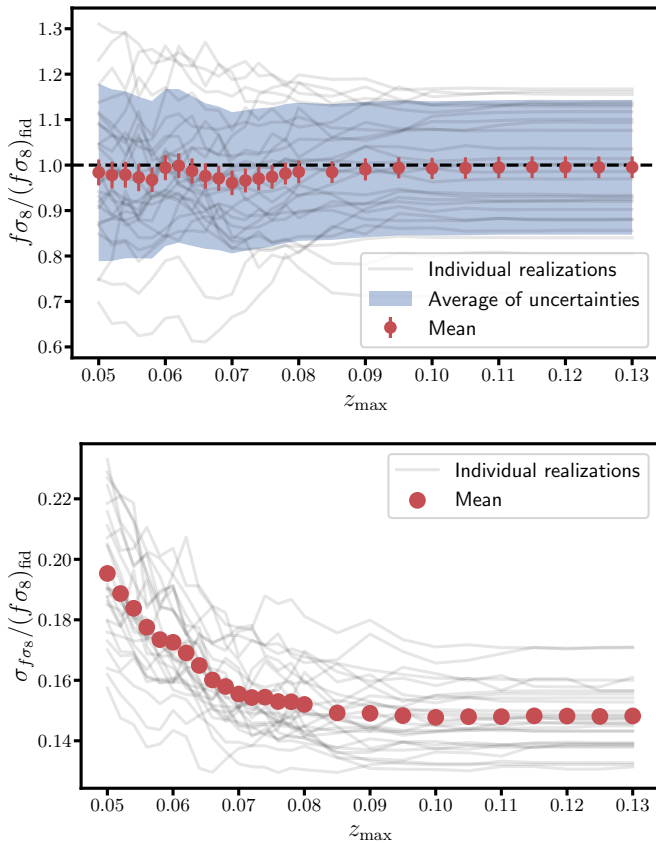 1.3
1.2
1.1
1.0
0.9
0.8
0.7
0.6
fσ₈/(fσ₈)fid
Individual realizations
Average of uncertainties
Mean
0.05 0.06 0.07 0.08 0.09 0.10 0.11 0.12 0.13
zmax
0.22
0.20
0.18
0.16
0.14
σfσ₈/(fσ₈)fid
Individual realizations
Mean
0.05 0.06 0.07 0.08 0.09 0.10 0.11 0.12 0.13
zmax